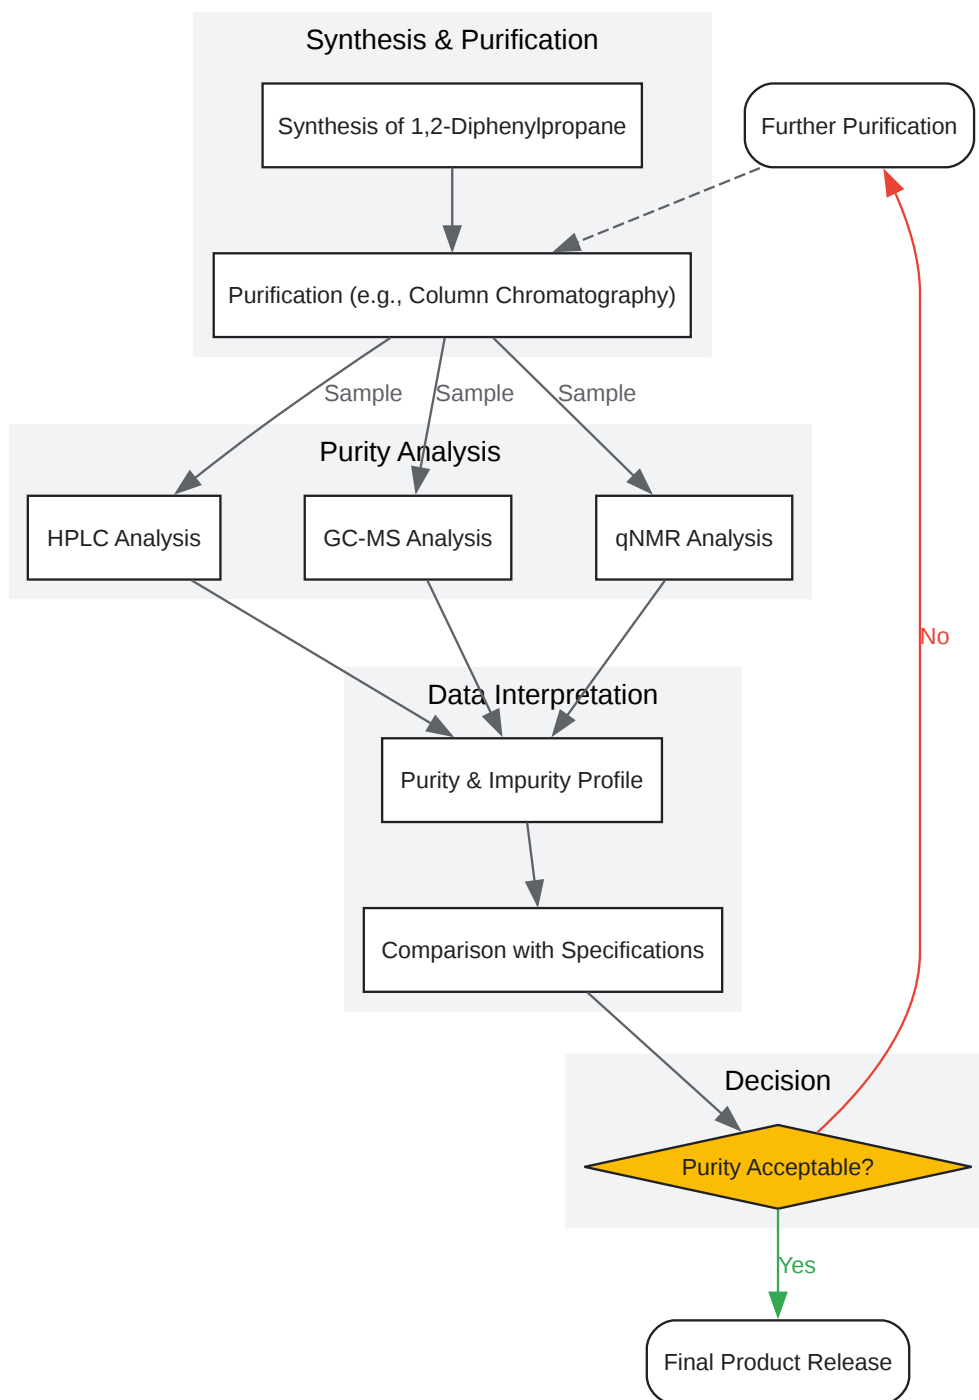 Synthesis & Purification
Synthesis of 1,2-Diphenylpropane
Further Purification
Purification (e.g., Column Chromatography)
Sample
Sample
Sample
Purity Analysis
HPLC Analysis
GC-MS Analysis
qNMR Analysis
No
Data Interpretation
Purity & Impurity Profile
Comparison with Specifications
Decision
Purity Acceptable?
Yes
Final Product Release